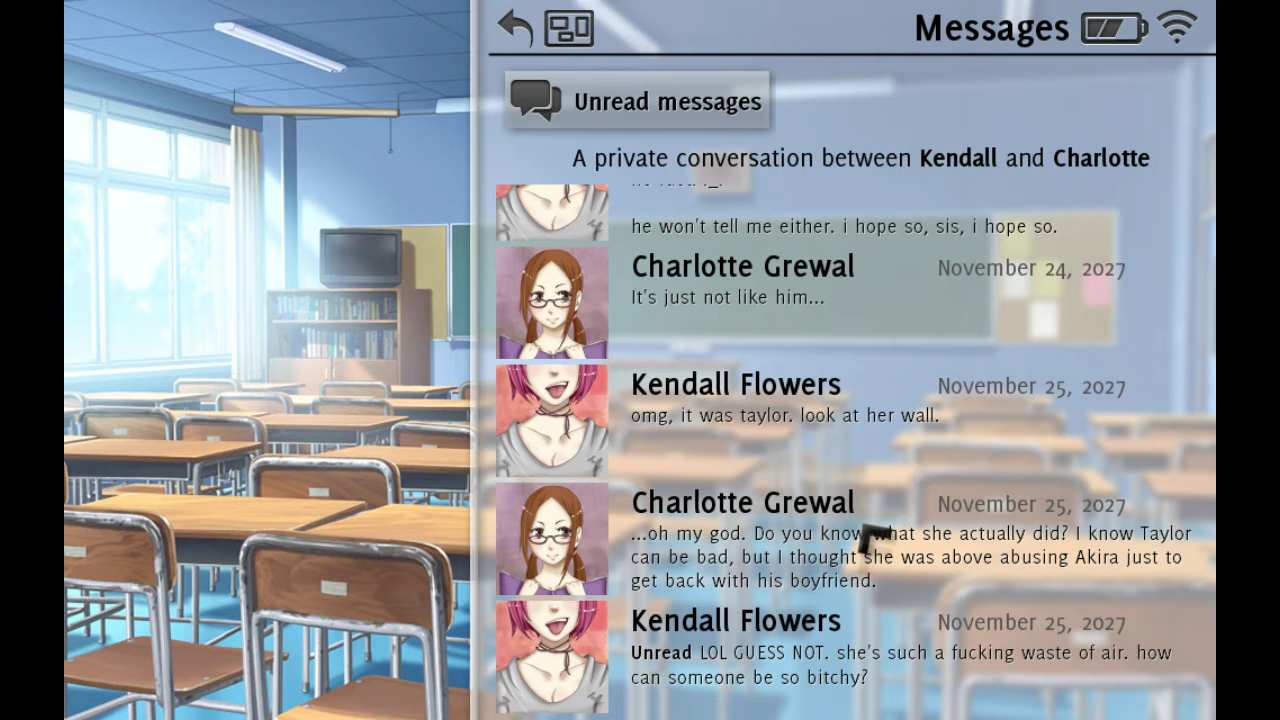 Messages
Unread messages
A private conversation between Kendall and Charlotte
he won't tell me either. i hope so, sis, i hope so.
Charlotte Grewal
November 24, 2027
It's just not like him...
Kendall Flowers
November 25, 2027
omg, it was taylor. look at her wall.
Charlotte Grewal
November 25, 2027
...oh my god. Do you know what she actually did? I know Taylor
can be bad, but I thought she was above abusing Akira just to
get back with his boyfriend.
Kendall Flowers
November 25, 2027
Unread LOL GUESS NOT. she's such a fucking waste of air. how
can someone be so bitchy?